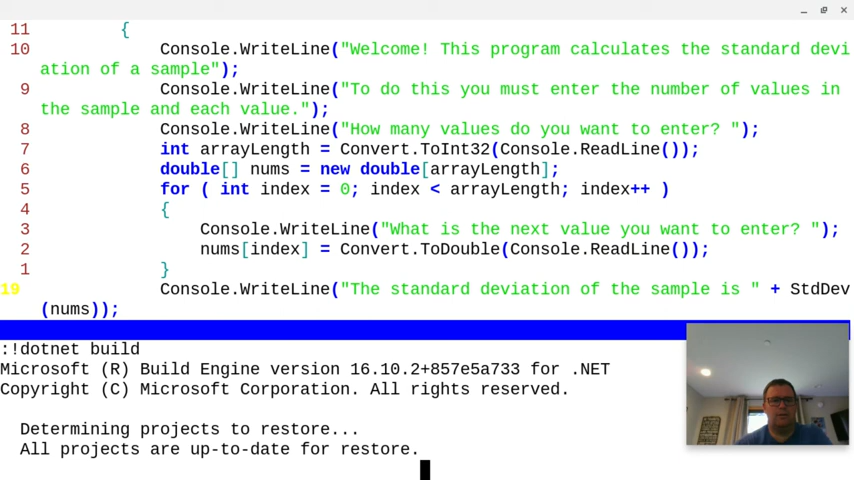 11 {
10 Console.WriteLine("Welcome! This program calculates the standard devi
ation of a sample");
9 Console.WriteLine("To do this you must enter the number of values in
the sample and each value.");
8 Console.WriteLine("How many values do you want to enter? ");
7 int arrayLength = Convert.ToInt32(Console.ReadLine());
6 double[] nums = new double[arrayLength];
5 for ( int index = 0; index < arrayLength; index++ )
4 {
3 Console.WriteLine("What is the next value you want to enter? ");
2 nums[index] = Convert.ToDouble(Console.ReadLine());
1 }
19 Console.WriteLine("The standard deviation of the sample is " + StdDev
(nums));
:!dotnet build
Microsoft (R) Build Engine version 16.10.2+857e5a733 for .NET
Copyright (C) Microsoft Corporation. All rights reserved.
Determining projects to restore...
All projects are up-to-date for restore.